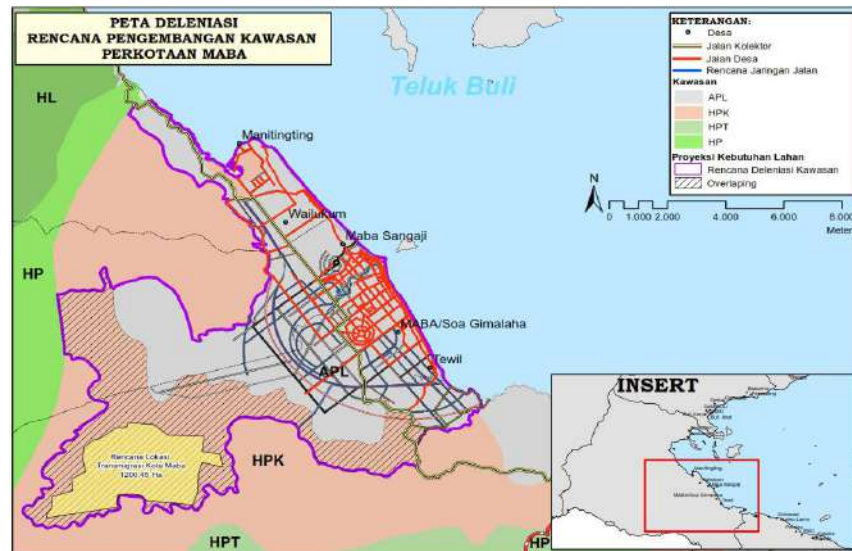 PETA DELENIASI
RENCANA PENGEMBANGAN KAWASAN
PERKOTAAN MABA
KETERANGAN:
Desa
Jalan Kolektor
Jalan Desa
Rencana Jaringan Jalan
Kawasan
APL
HPK
HPT
HP
Proyeksi Kebutuhan Lahan
Rencana Deleniasi Kawasan
Overlaping
Teluk Buli
HL
Manitingting
N
Wailukum
0 1.000 2.000 4.000 6.000 8.000
Meter
Maba Sangaji
HP
MABA/Soa Gimalaha
Tewil
APL
INSERT
Rencana Lokasi
Transmigrasi Kota Maba
1200.45 Ha
HPK
HPT
HP